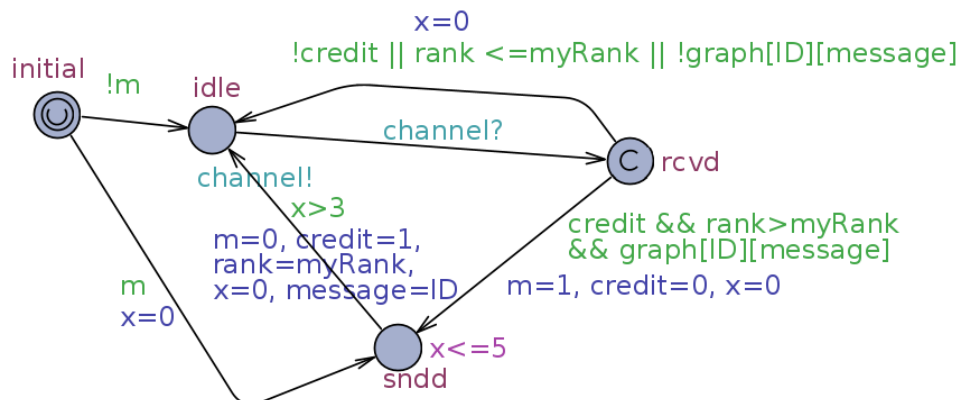 x=0
!credit || rank <=myRank || !graph[ID][message]
initial
!m
idle
channel?
rcvd
channel!
x>3
credit && rank>myRank
&& graph[ID][message]
m=0, credit=1,
rank=myRank,
x=0, message=ID
m=1, credit=0, x=0
m
x=0
x<=5
sndd